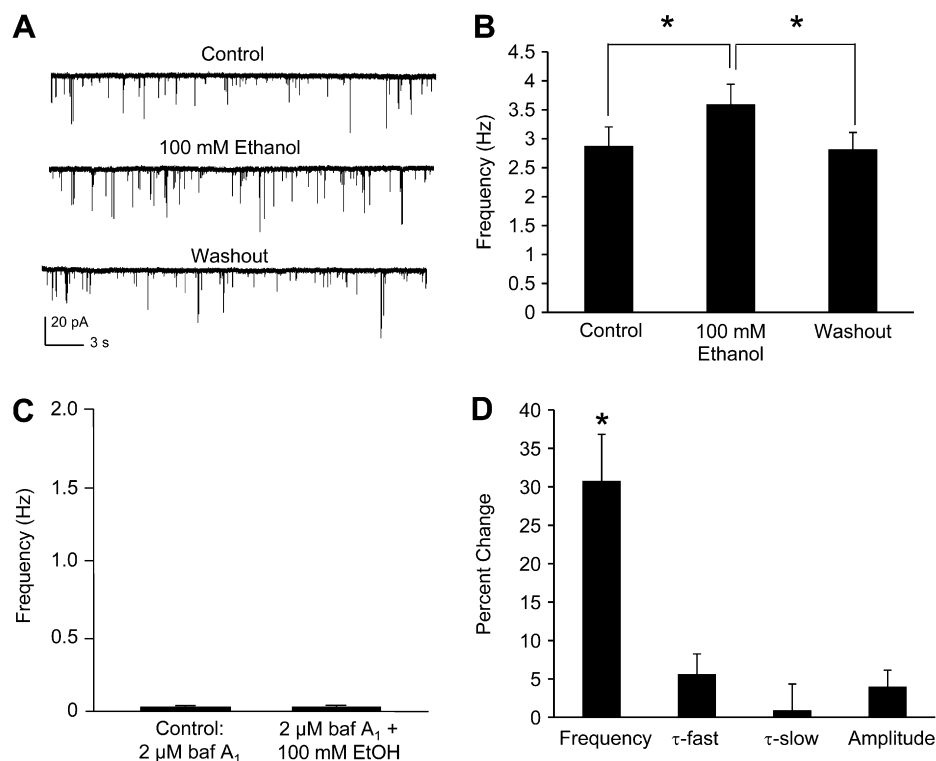 A
Control
100 mM Ethanol
Washout
20 pA
3 s
B
*
*
Frequency (Hz)
4.5
4
3.5
3
2.5
2
1.5
1
0.5
0
Control
100 mM
Ethanol
Washout
C
Frequency (Hz)
2.0
1.5
1.0
0.5
0
Control:
2 µM baf A₁
2 µM baf A₁ +
100 mM EtOH
D
*
Percent Change
40
35
30
25
20
15
10
5
0
Frequency
τ-fast
τ-slow
Amplitude